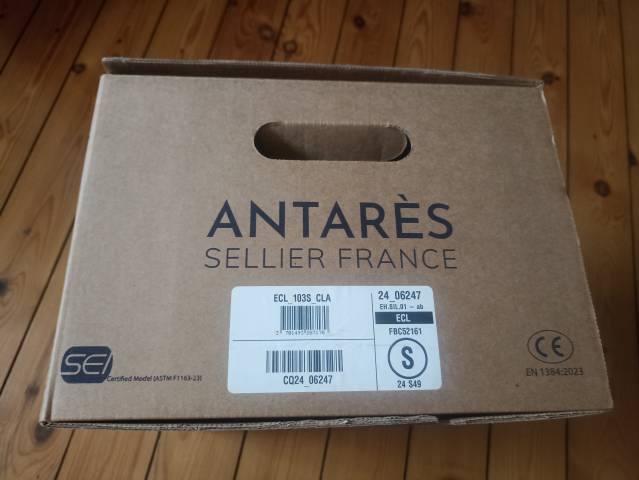 ANTARÈS
SELLIER FRANCE
ECL_103S_CLA
CQ24_06247
24_06247
EH.SIL.01 - ab
ECL
FBC52161
S
24 S49
SEI
Certified Model (ASTM F1163-23)
CE
EN 1384:2023